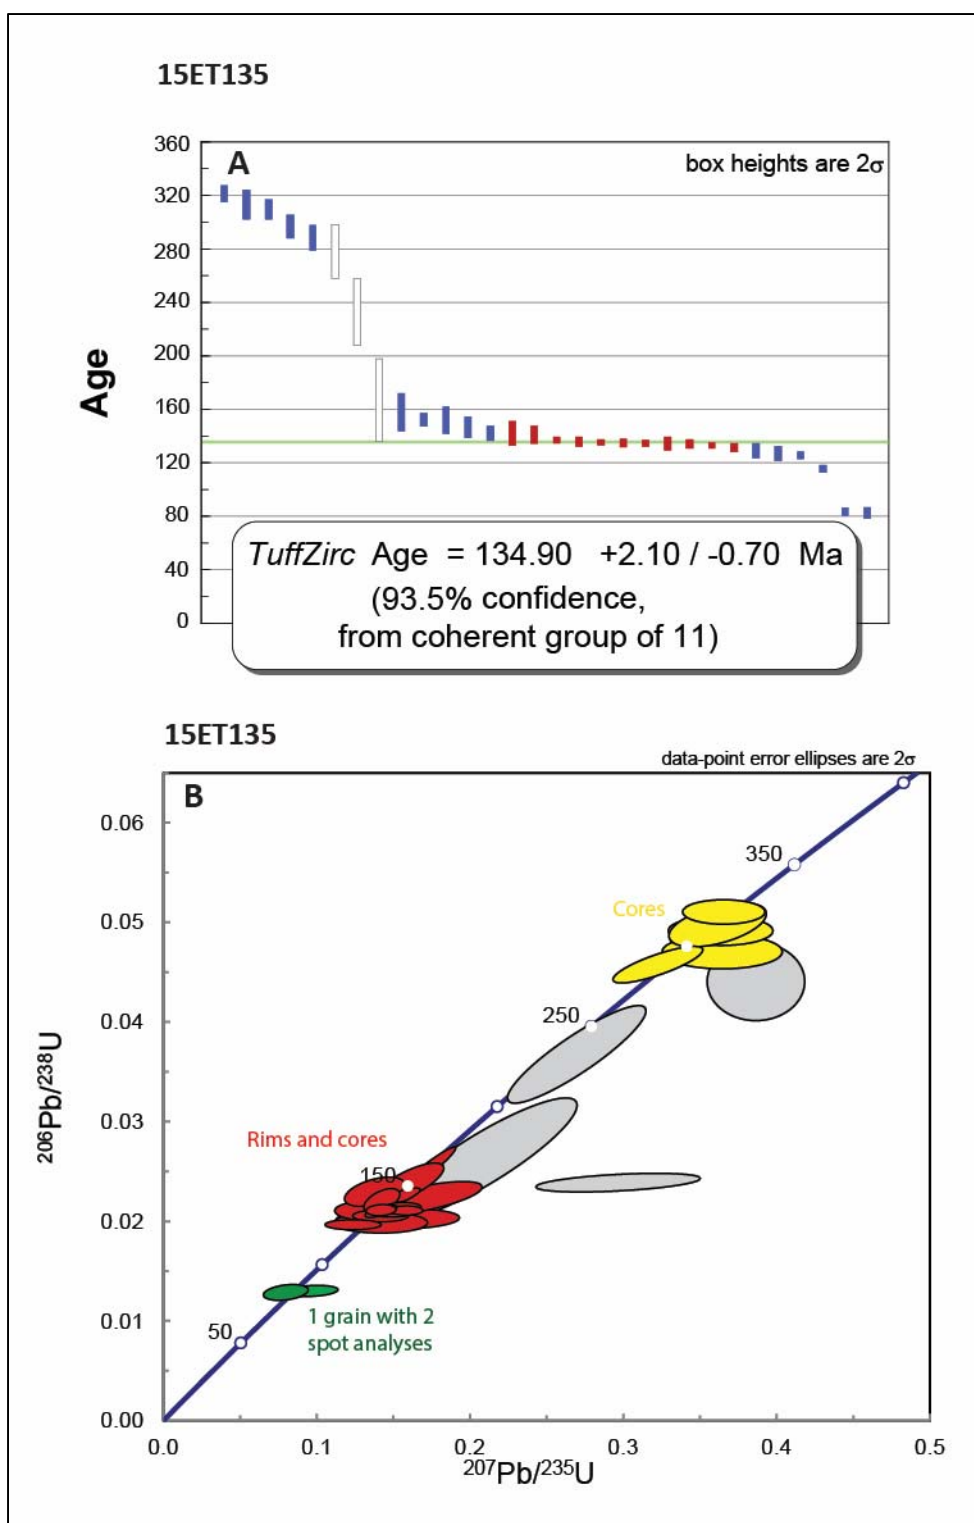 15ET135
A
box heights are 2σ
360
320
280
240
200
160
120
80
40
0
Age
TuffZirc Age = 134.90 +2.10 / -0.70 Ma
(93.5% confidence,
from coherent group of 11)
15ET135
data-point error ellipses are 2σ
B
0.06
0.05
0.04
0.03
0.02
0.01
0.00
²⁰⁶Pb/²³⁸U
350
Cores
250
Rims and cores
150
50
1 grain with 2
spot analyses
0.0 0.1 0.2 0.3 0.4 0.5
²⁰⁷Pb/²³⁵U